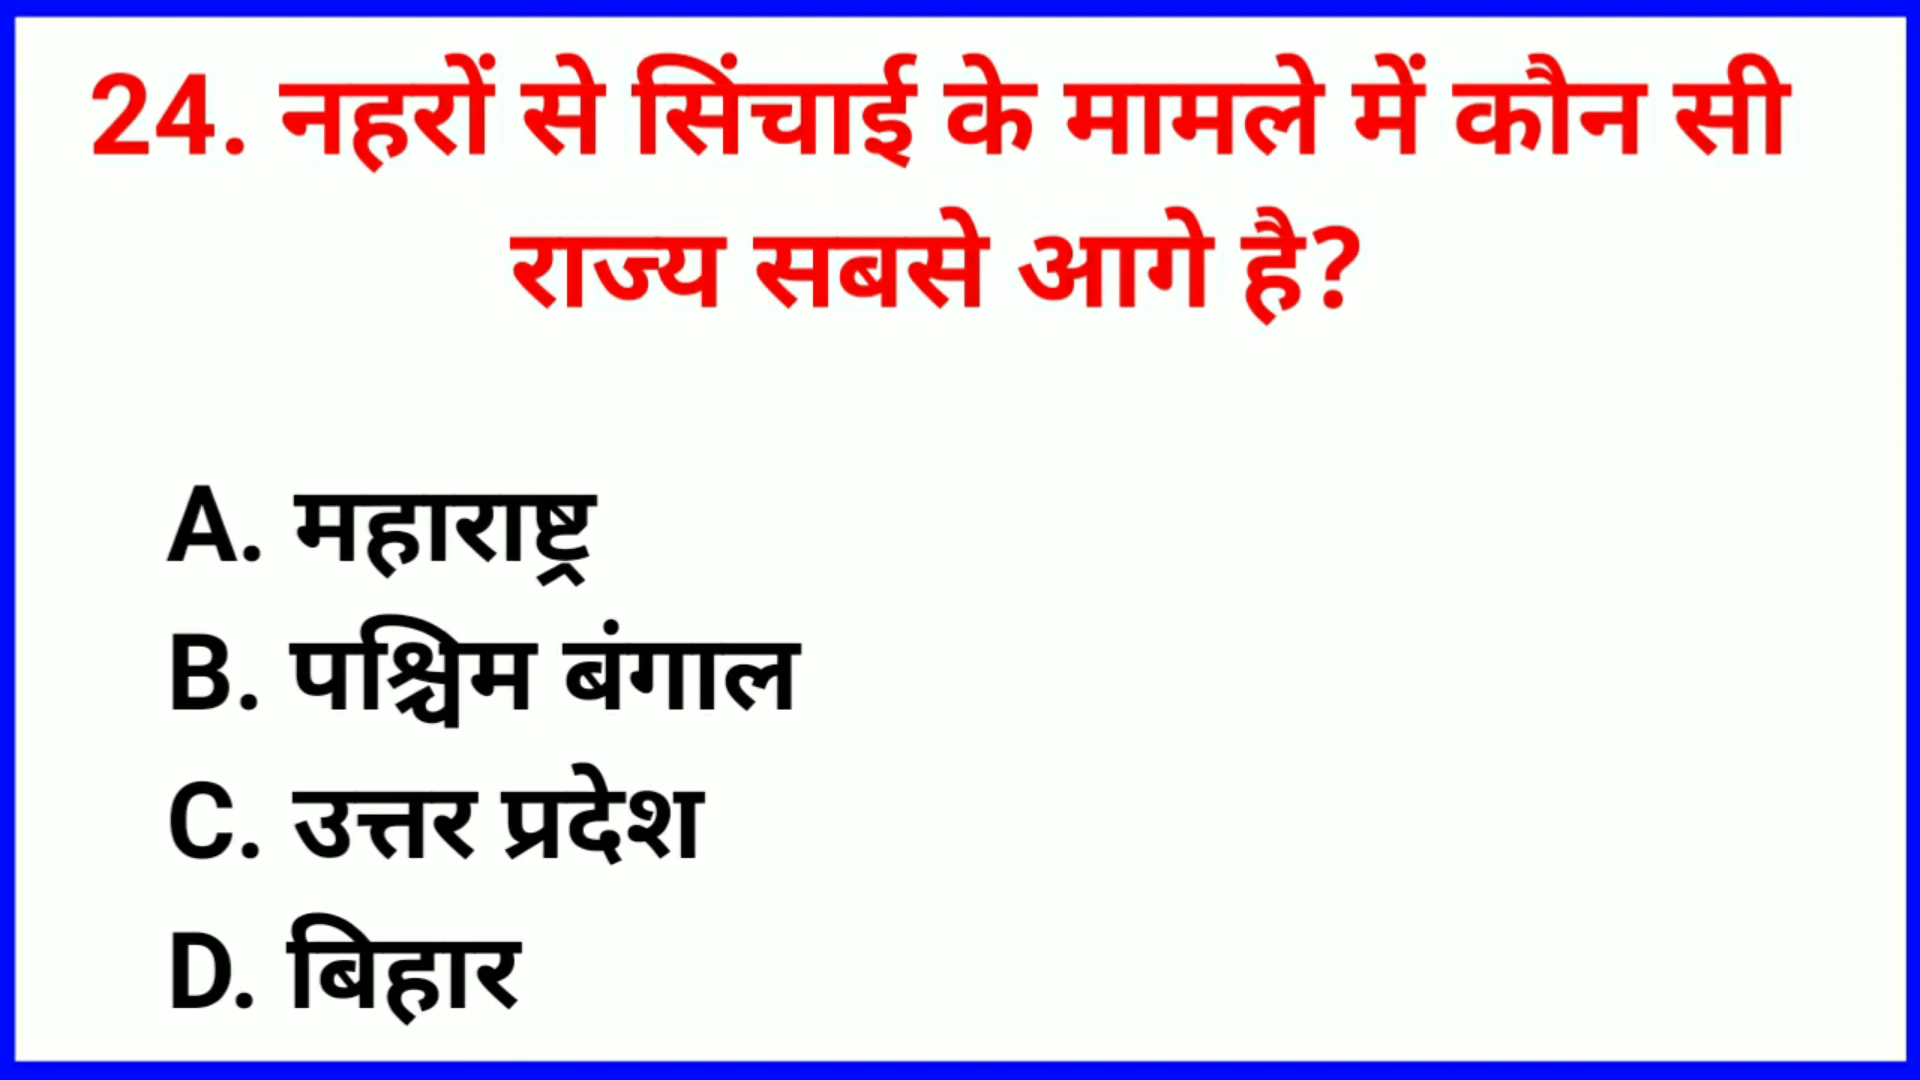 24. नहरों से सिंचाई के मामले में कौन सी
राज्य सबसे आगे है?
A. महाराष्ट्र
B. पश्चिम बंगाल
C. उत्तर प्रदेश
D. बिहार